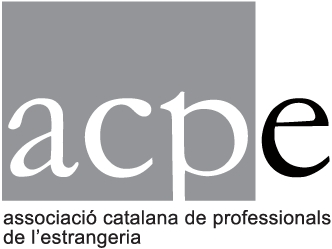 acpe
associació catalana de professionals
de l'estrangeria